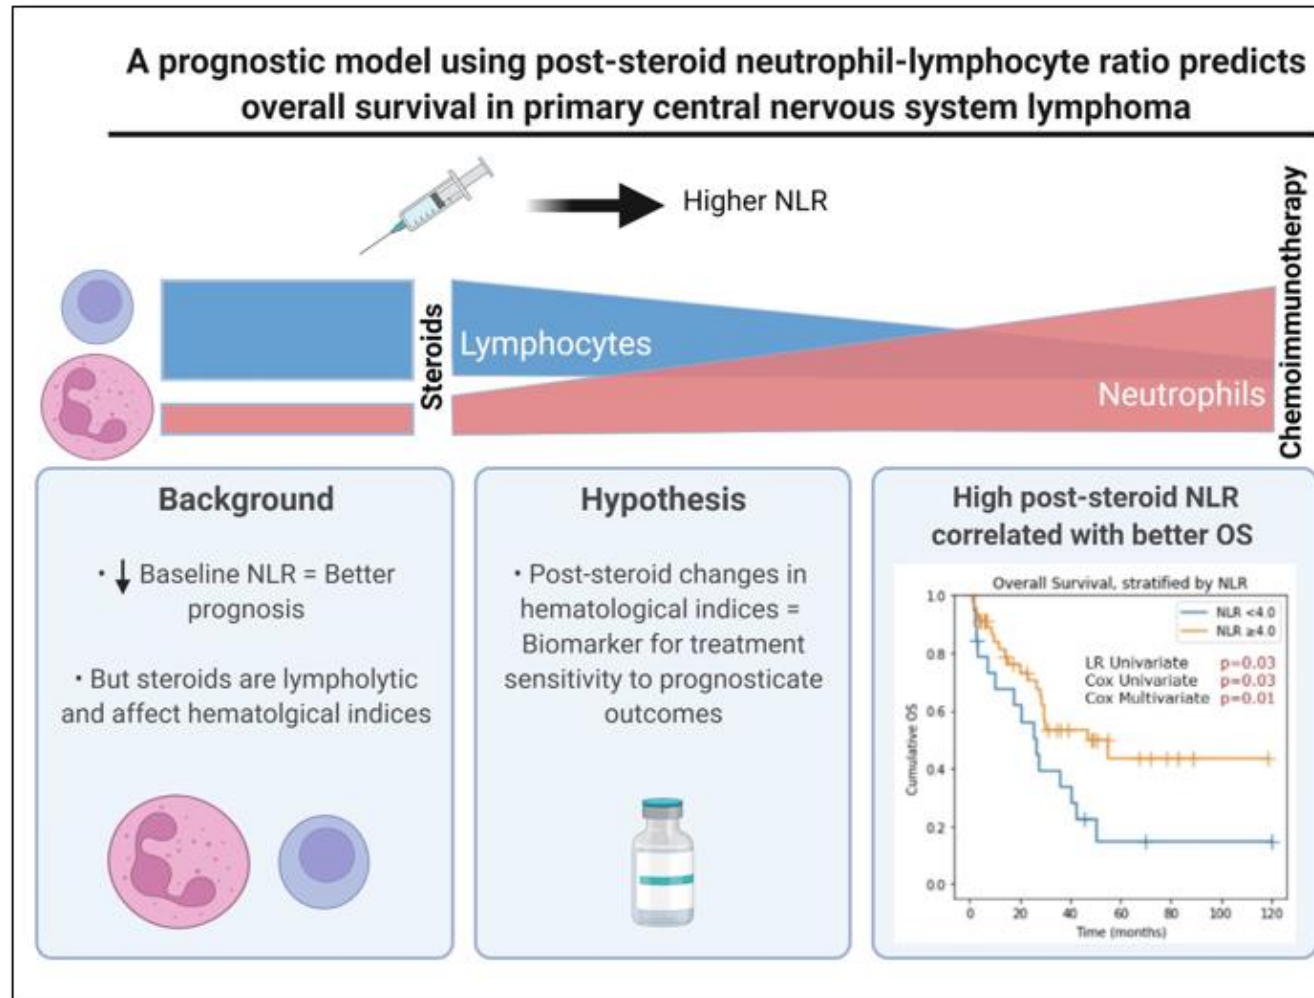 A prognostic model using post-steroid neutrophil-lymphocyte ratio predicts
overall survival in primary central nervous system lymphoma
Higher NLR
Steroids
Lymphocytes
Neutrophils
Chemoimmunotherapy
Background
• ↓ Baseline NLR = Better
prognosis
• But steroids are lympholytic
and affect hematolgical indices
Hypothesis
• Post-steroid changes in
hematological indices =
Biomarker for treatment
sensitivity to prognosticate
outcomes
High post-steroid NLR
correlated with better OS
Overall Survival, stratified by NLR
NLR <4.0
NLR ≥4.0
LR Univariate p=0.03
Cox Univariate p=0.03
Cox Multivariate p=0.01
Cumulative OS
1.0
0.8
0.6
0.4
0.2
0.0
0 20 40 60 80 100 120
Time (months)